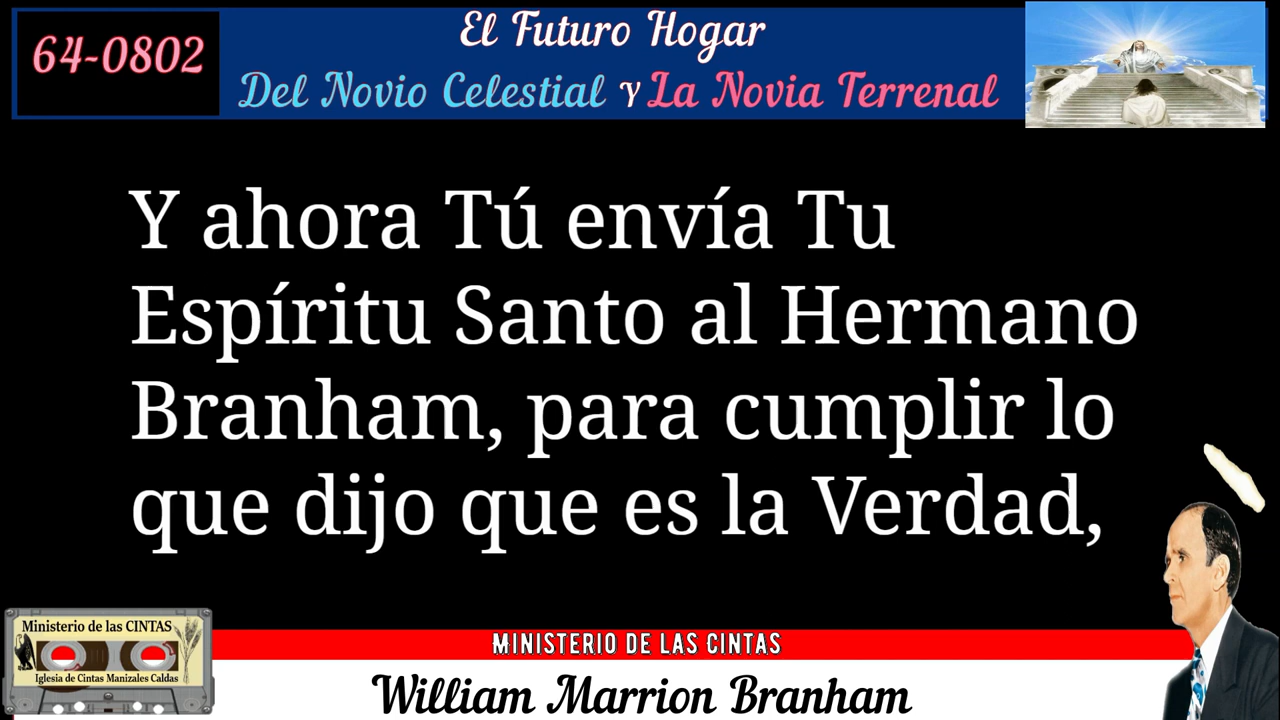 64-0802
El Futuro Hogar
Del Novio Celestial Y La Novia Terrenal
Y ahora Tú envía Tu
Espíritu Santo al Hermano
Branham, para cumplir lo
que dijo que es la Verdad,
Ministerio de las CINTAS
Iglesia de Cintas Manizales Caldas
MINISTERIO DE LAS CINTAS
William Marrion Branham